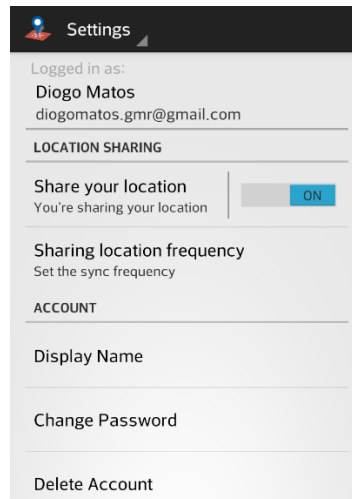 Settings
Logged in as:
Diogo Matos
diogomatos.gmr@gmail.com
LOCATION SHARING
Share your location
You're sharing your location
ON
Sharing location frequency
Set the sync frequency
ACCOUNT
Display Name
Change Password
Delete Account